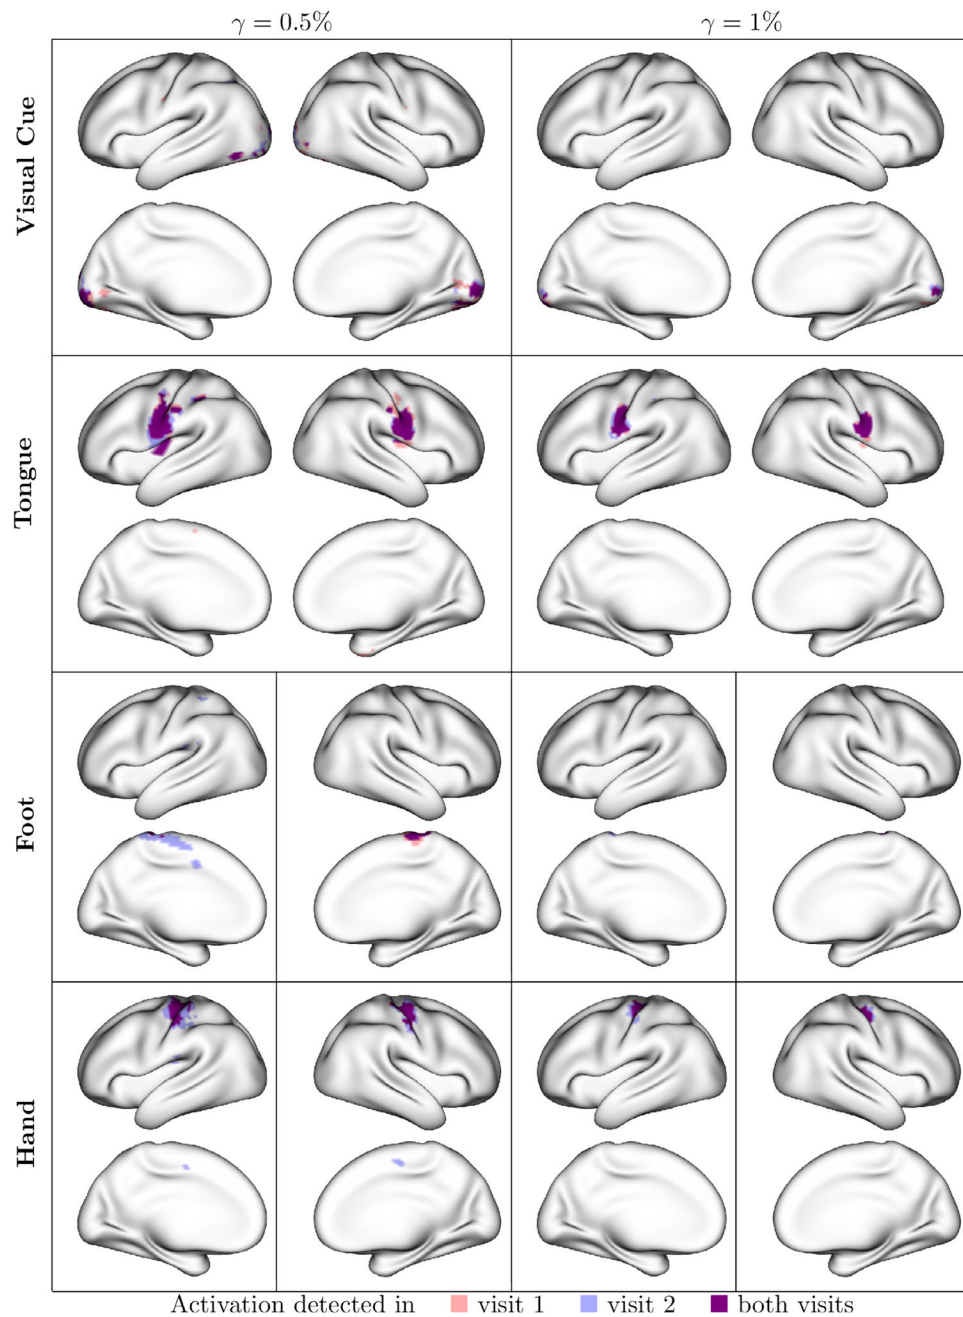 γ = 0.5%
γ = 1%
Visual Cue
Tongue
Foot
Hand
Activation detected in visit 1 visit 2 both visits